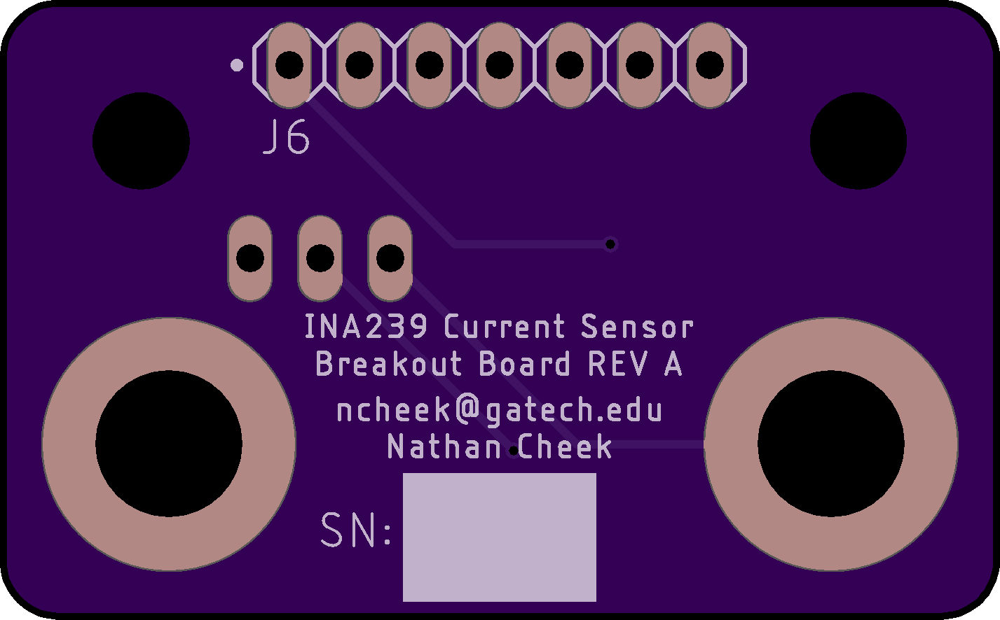 J6
INA239 Current Sensor
Breakout Board REV A
ncheek@gatech.edu
Nathan Cheek
SN: